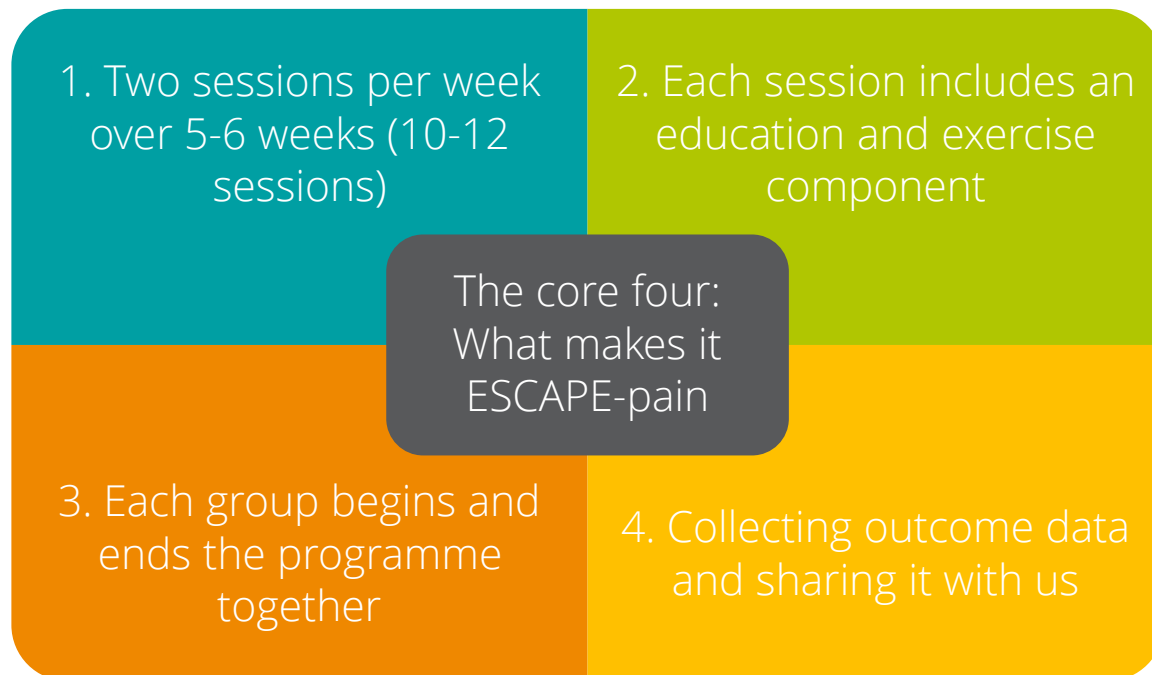 1. Two sessions per week
over 5-6 weeks (10-12
sessions)
2. Each session includes an
education and exercise
component
The core four:
What makes it
ESCAPE-pain
3. Each group begins and
ends the programme
together
4. Collecting outcome data
and sharing it with us